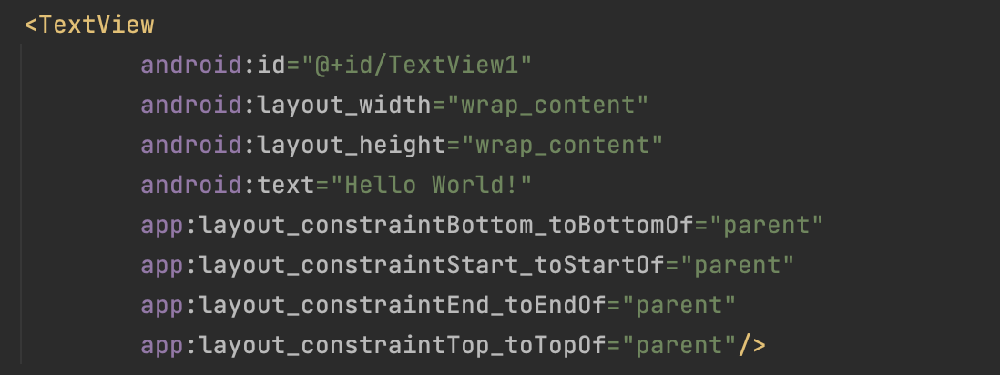 <TextView
android:id="@+id/TextView1"
android:layout_width="wrap_content"
android:layout_height="wrap_content"
android:text="Hello World!"
app:layout_constraintBottom_toBottomOf="parent"
app:layout_constraintStart_toStartOf="parent"
app:layout_constraintEnd_toEndOf="parent"
app:layout_constraintTop_toTopOf="parent"/>